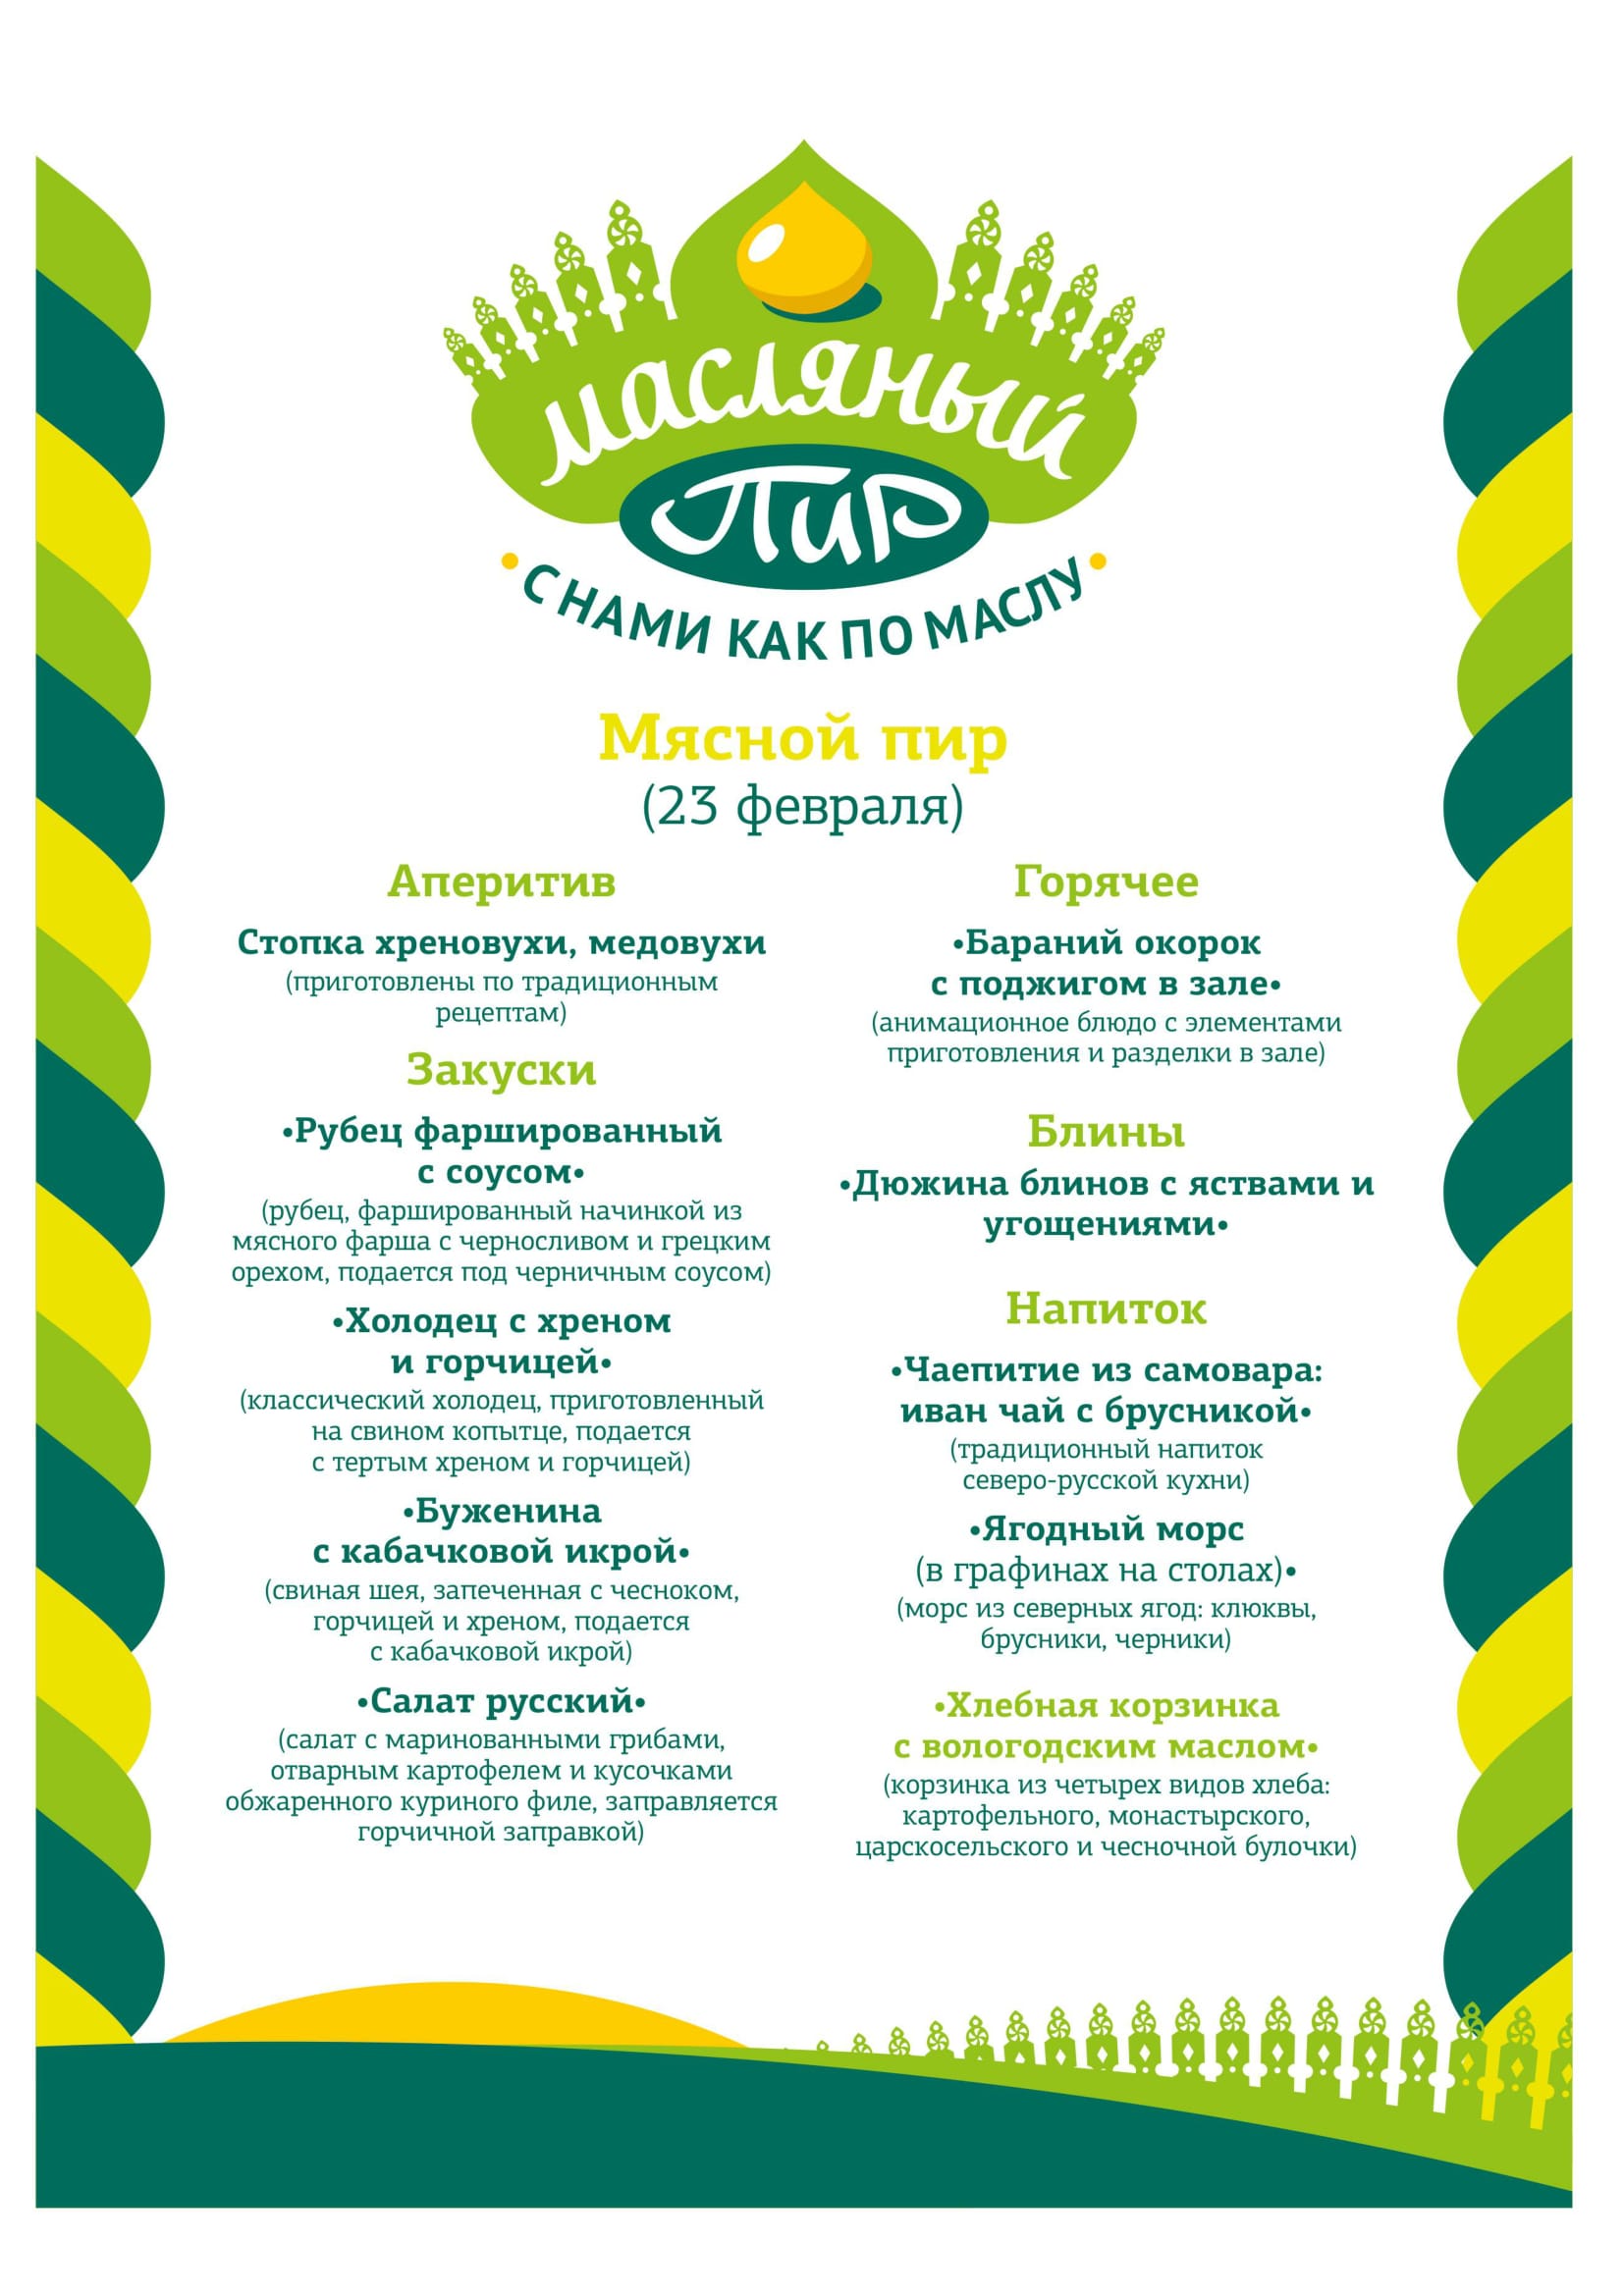 масляный
ПИР
• С НАМИ КАК ПО МАСЛУ •
Мясной пир
(23 февраля)
Аперитив
Стопка хреновухи, медовухи
(приготовлены по традиционным
рецептам)
Закуски
•Рубец фаршированный
с соусом•
(рубец, фаршированный начинкой из
мясного фарша с черносливом и грецким
орехом, подается под черничным соусом)
•Холодец с хреном
и горчицей•
(классический холодец, приготовленный
на свином копытце, подается
с тертым хреном и горчицей)
•Буженина
с кабачковой икрой•
(свиная шея, запеченная с чесноком,
горчицей и хреном, подается
с кабачковой икрой)
•Салат русский•
(салат с маринованными грибами,
отварным картофелем и кусочками
обжаренного куриного филе, заправляется
горчичной заправкой)
Горячее
•Бараний окорок
с поджигом в зале•
(анимационное блюдо с элементами
приготовления и разделки в зале)
Блины
•Дюжина блинов с яствами и
угощениями•
Напиток
•Чаепитие из самовара:
иван чай с брусникой•
(традиционный напиток
северо-русской кухни)
•Ягодный морс
(в графинах на столах)•
(морс из северных ягод: клюквы,
брусники, черники)
•Хлебная корзинка
с вологодским маслом•
(корзинка из четырех видов хлеба:
картофельного, монастырского,
царскосельского и чесночной булочки)